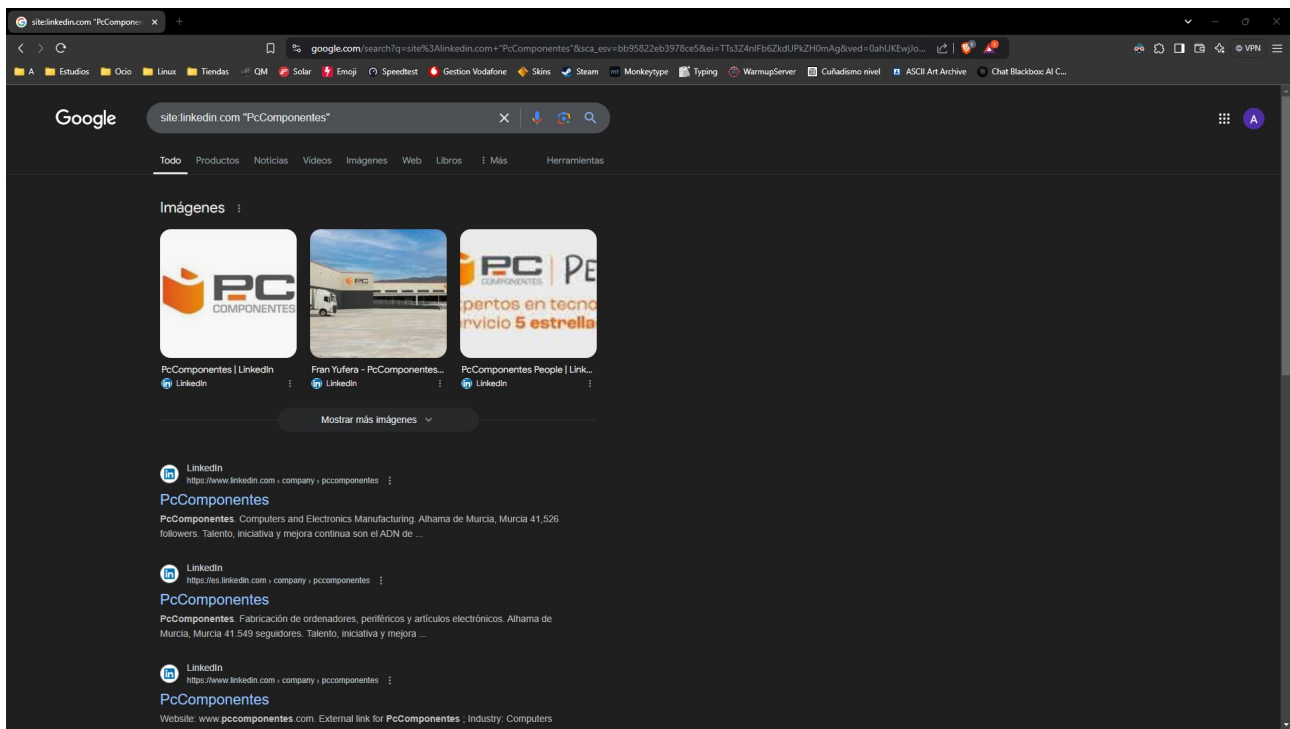 site:linkedin.com "PcComponen
google.com/search?q=site%3Alinkedin.com+"PcComponentes"&sca_esv=bb95822eb3978ce5&ei=TTs3Z4nIFb6ZkdUPkZH0mAg&ved=0ahUKEwjJo...
VPN
A Estudios Ocio Linux Tiendas QM Solar Emoji Speedtest Gestion Vodafone Skins Steam Monkeytype Typing WarmupServer Cuñadismo nivel ASCII Art Archive Chat Blackbox: AI C...
Google
site:linkedin.com "PcComponentes"
A
Todo Productos Noticias Vídeos Imágenes Web Libros Más Herramientas
Imágenes
PC
COMPONENTES
PC
PC
COMPONENTES
PE
pertos en tecno
rvicio 5 estrella
PcComponentes | LinkedIn
LinkedIn
Fran Yufera - PcComponentes...
LinkedIn
PcComponentes People | Link...
LinkedIn
Mostrar más imágenes
LinkedIn
https://www.linkedin.com › company › pccomponentes
PcComponentes
PcComponentes. Computers and Electronics Manufacturing. Alhama de Murcia, Murcia 41,526
followers. Talento, iniciativa y mejora continua son el ADN de ...
LinkedIn
https://es.linkedin.com › company › pccomponentes
PcComponentes
PcComponentes. Fabricación de ordenadores, periféricos y artículos electrónicos. Alhama de
Murcia, Murcia 41.549 seguidores. Talento, iniciativa y mejora ...
LinkedIn
https://www.linkedin.com › company › pccomponentes
PcComponentes
Website: www.pccomponentes.com. External link for PcComponentes ; Industry: Computers